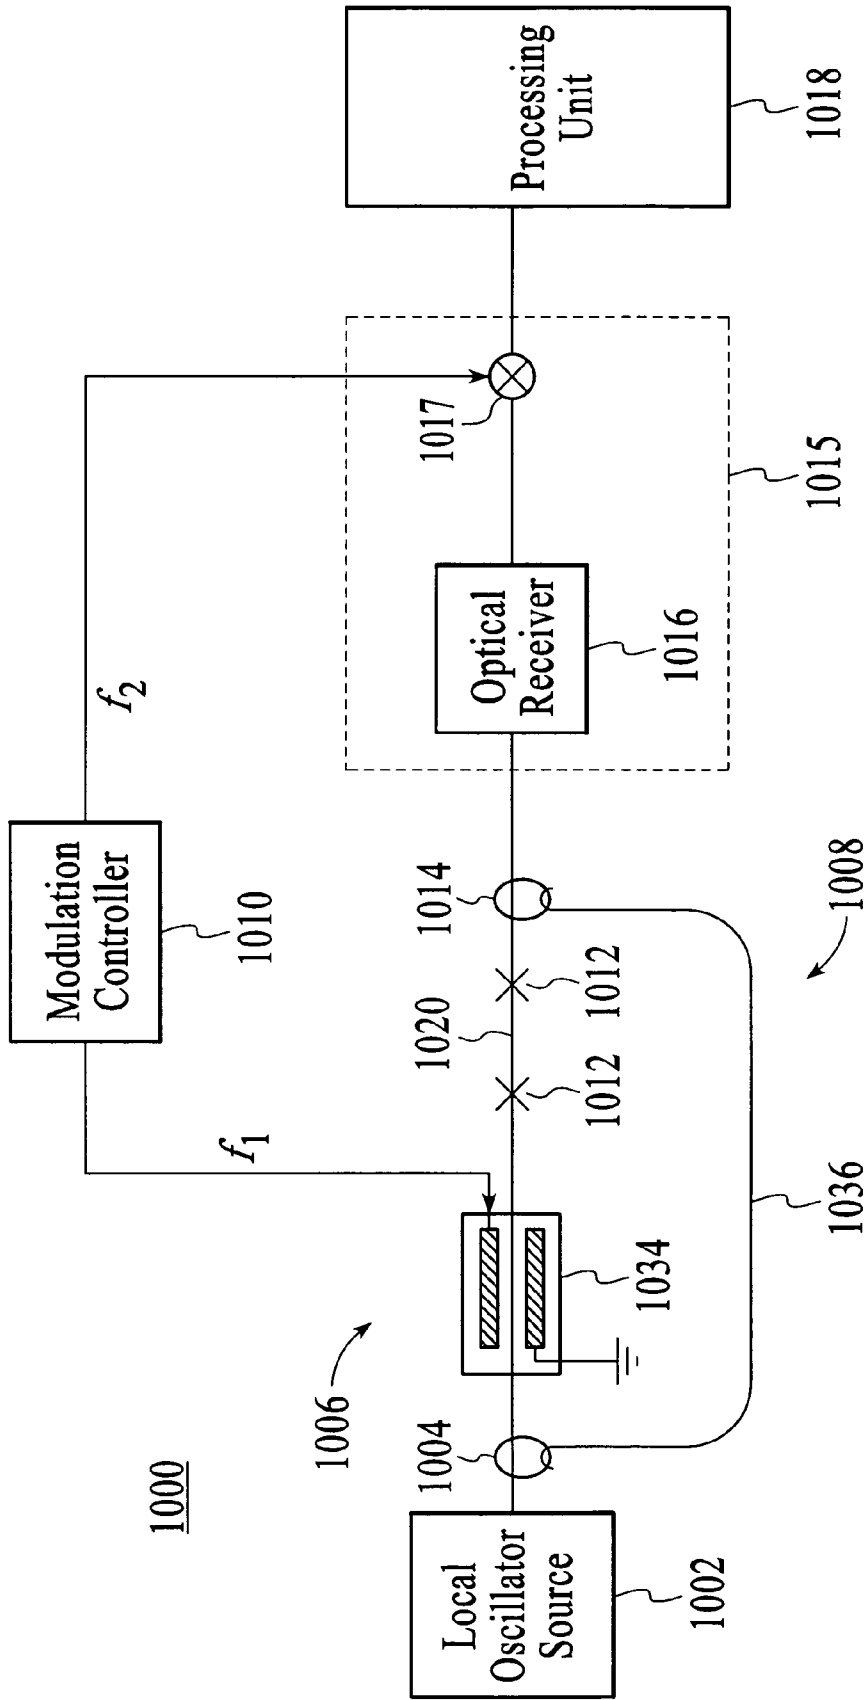 1000
Modulation
Controller
1010
f1
f2
1006
1004
Local
Oscillator
Source
1002
1034
1012
1020
1012
1014
1036
1008
Optical
Receiver
1016
1017
1015
Processing
Unit
1018